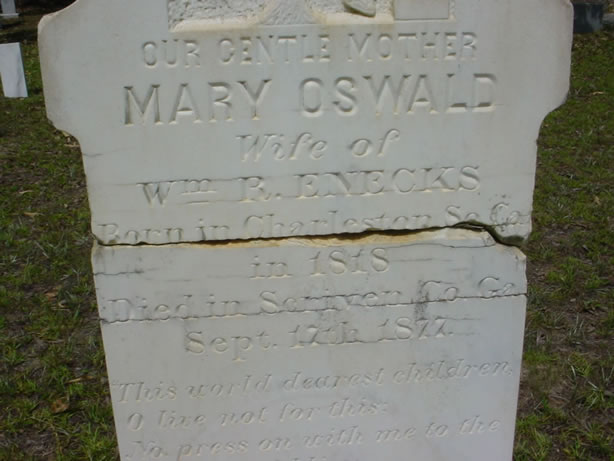 OUR GENTLE MOTHER
MARY OSWALD
Wife of
Wm R. ENECKS
Born in Charleston So. Ca.
in 1818
Died in Scriven Co. Ga.
Sept. 17th 1877.
This world dearest children,
O live not for this;
No, press on with me to the